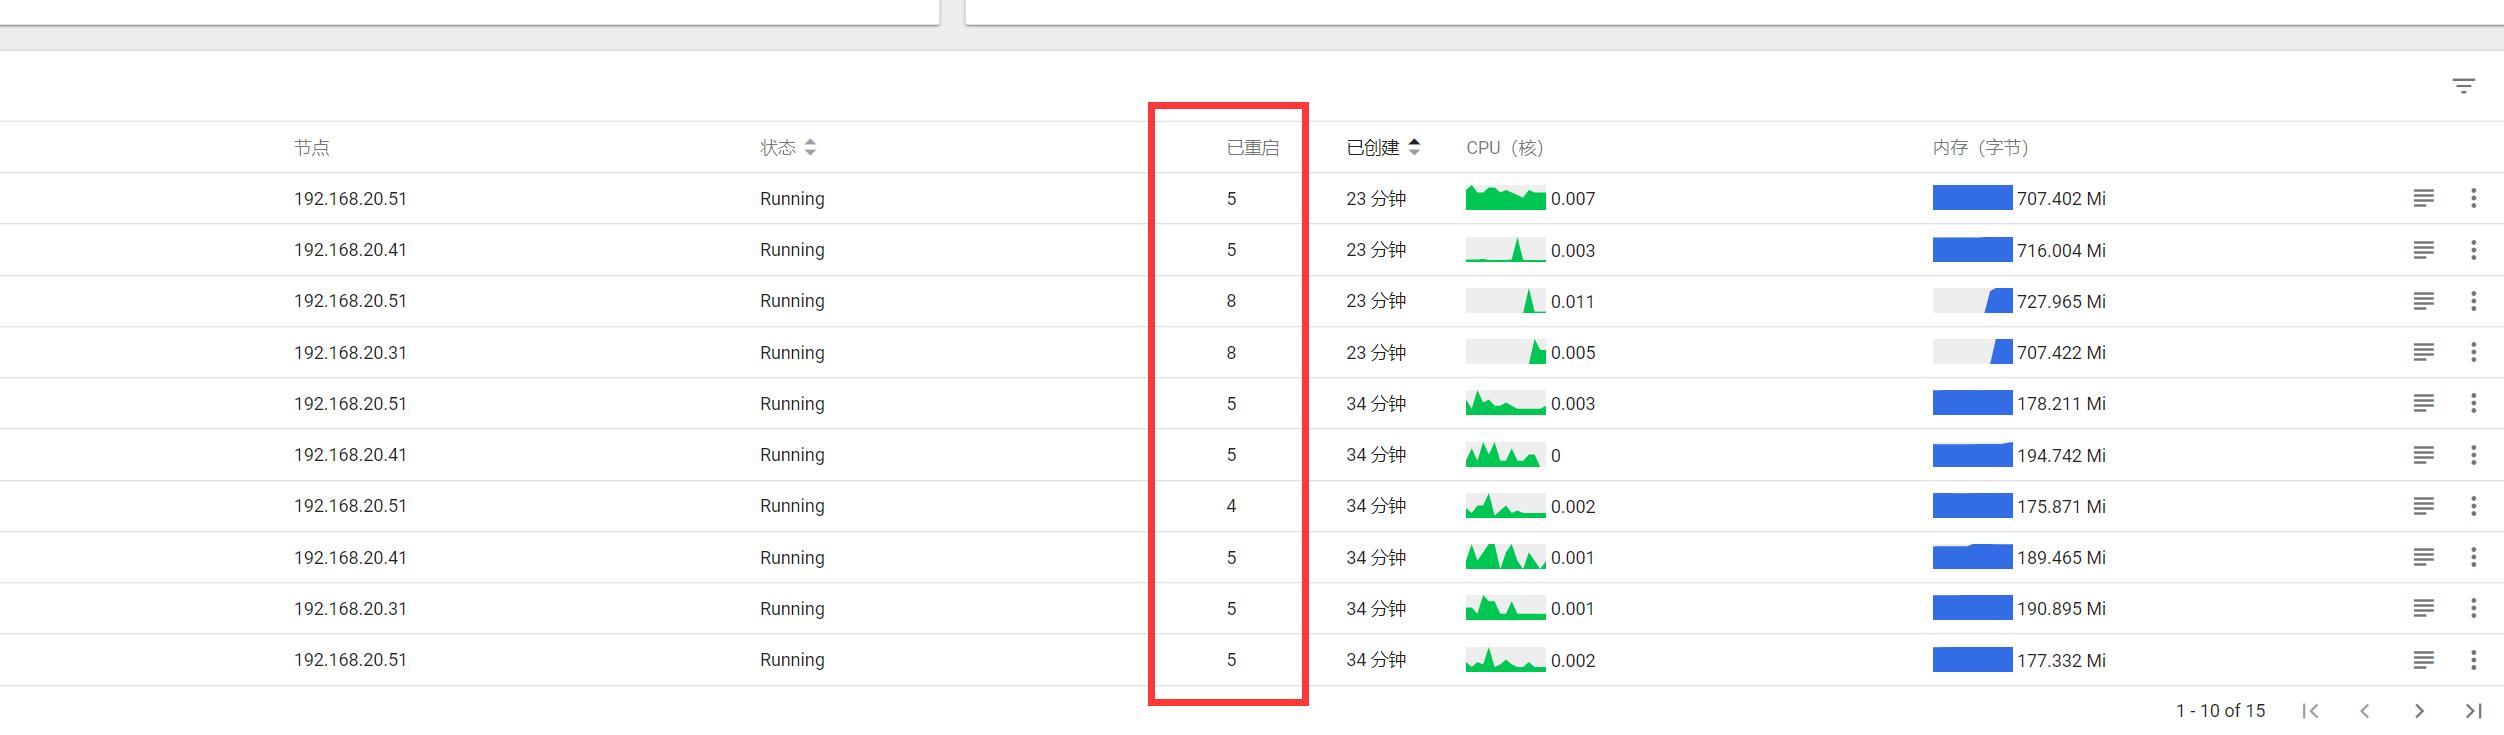 节点 状态 已重启 已创建 CPU（核） 内存（字节）
192.168.20.51 Running 5 23 分钟 0.007 707.402 Mi
192.168.20.41 Running 5 23 分钟 0.003 716.004 Mi
192.168.20.51 Running 8 23 分钟 0.011 727.965 Mi
192.168.20.31 Running 8 23 分钟 0.005 707.422 Mi
192.168.20.51 Running 5 34 分钟 0.003 178.211 Mi
192.168.20.41 Running 5 34 分钟 0 194.742 Mi
192.168.20.51 Running 4 34 分钟 0.002 175.871 Mi
192.168.20.41 Running 5 34 分钟 0.001 189.465 Mi
192.168.20.31 Running 5 34 分钟 0.001 190.895 Mi
192.168.20.51 Running 5 34 分钟 0.002 177.332 Mi
1 - 10 of 15